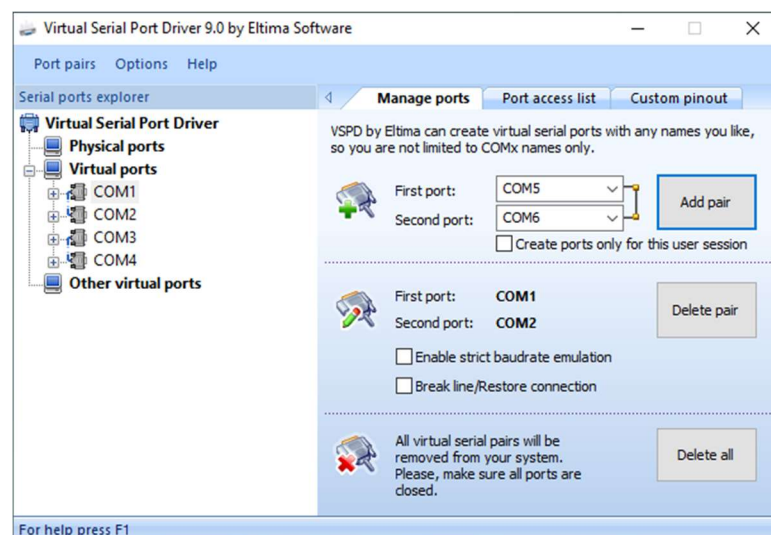 Virtual Serial Port Driver 9.0 by Eltima Software
Port pairs Options Help
Serial ports explorer
Virtual Serial Port Driver
Physical ports
Virtual ports
COM1
COM2
COM3
COM4
Other virtual ports
Manage ports Port access list Custom pinout
VSPD by Eltima can create virtual serial ports with any names you like,
so you are not limited to COMx names only.
First port: COM5
Second port: COM6
Add pair
Create ports only for this user session
First port: COM1
Second port: COM2
Delete pair
Enable strict baudrate emulation
Break line/Restore connection
All virtual serial pairs will be
removed from your system.
Please, make sure all ports are
closed.
Delete all
For help press F1